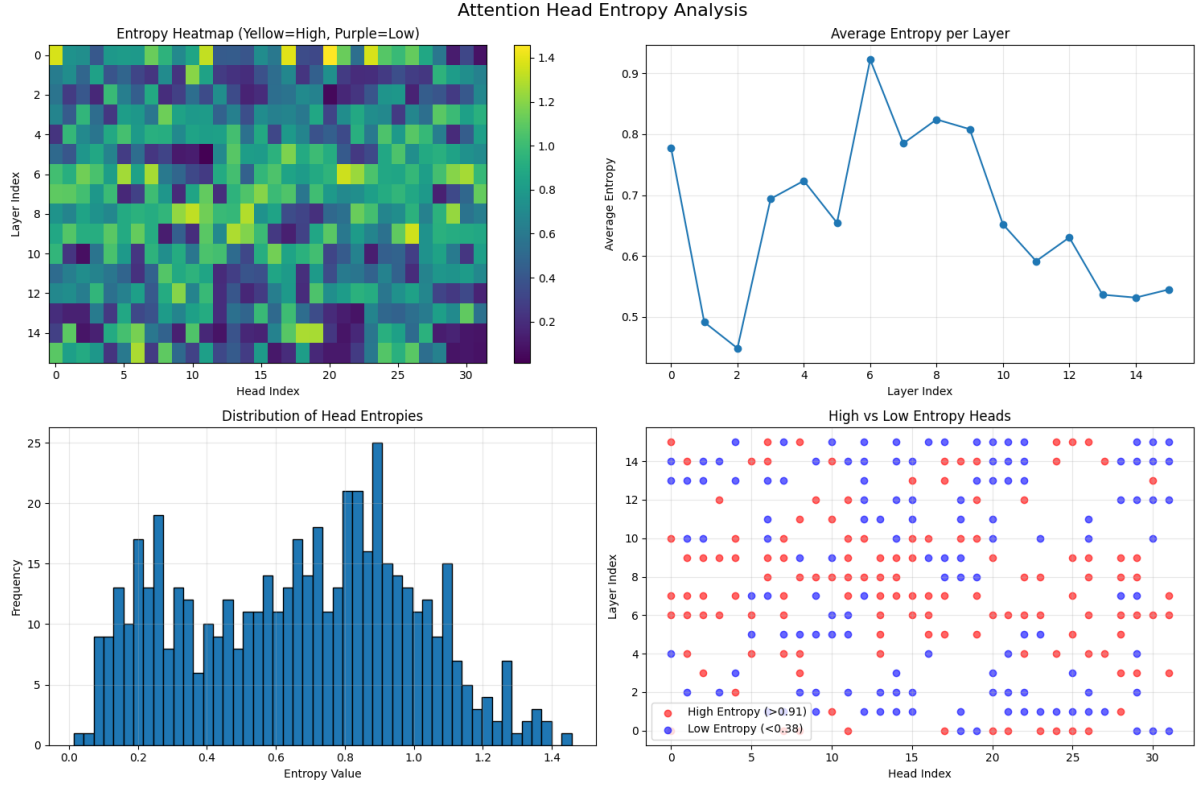 Attention Head Entropy Analysis
Entropy Heatmap (Yellow=High, Purple=Low)
0
2
4
6
8
10
12
14
Layer Index
0 5 10 15 20 25 30
Head Index
1.4
1.2
1.0
0.8
0.6
0.4
0.2
Average Entropy per Layer
0.9
0.8
0.7
0.6
0.5
Average Entropy
0 2 4 6 8 10 12 14
Layer Index
Distribution of Head Entropies
25
20
15
10
5
0
Frequency
0.0 0.2 0.4 0.6 0.8 1.0 1.2 1.4
Entropy Value
High vs Low Entropy Heads
14
12
10
8
6
4
2
0
Layer Index
High Entropy (>0.91)
Low Entropy (<0.38)
0 5 10 15 20 25 30
Head Index